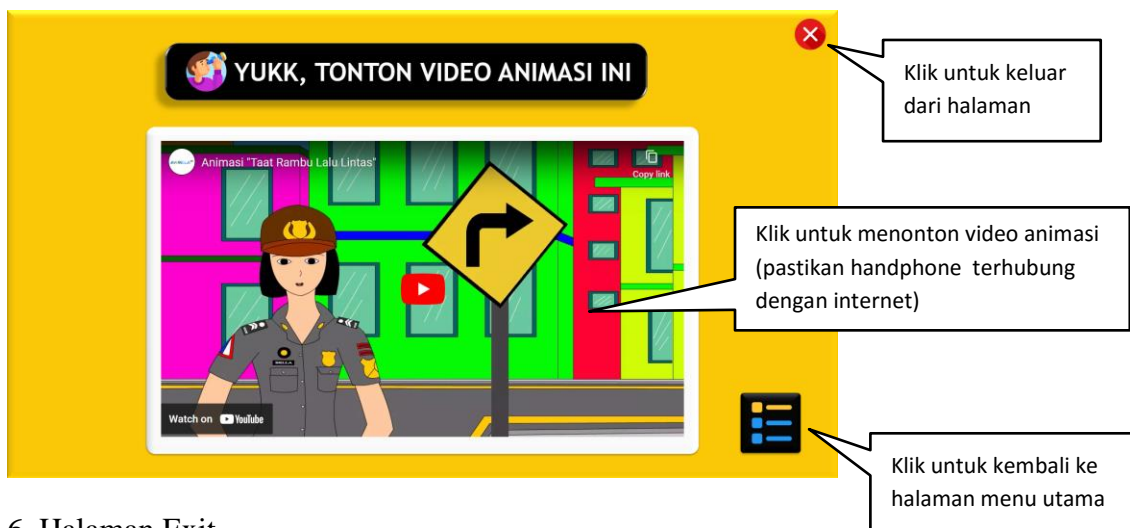 YUKK, TONTON VIDEO ANIMASI INI
Klik untuk keluar
dari halaman
Animasi "Taat Rambu Lalu Lintas"
Copy link
Klik untuk menonton video animasi
(pastikan handphone terhubung
dengan internet)
Watch on YouTube
Klik untuk kembali ke
halaman menu utama
6. Halaman Exit